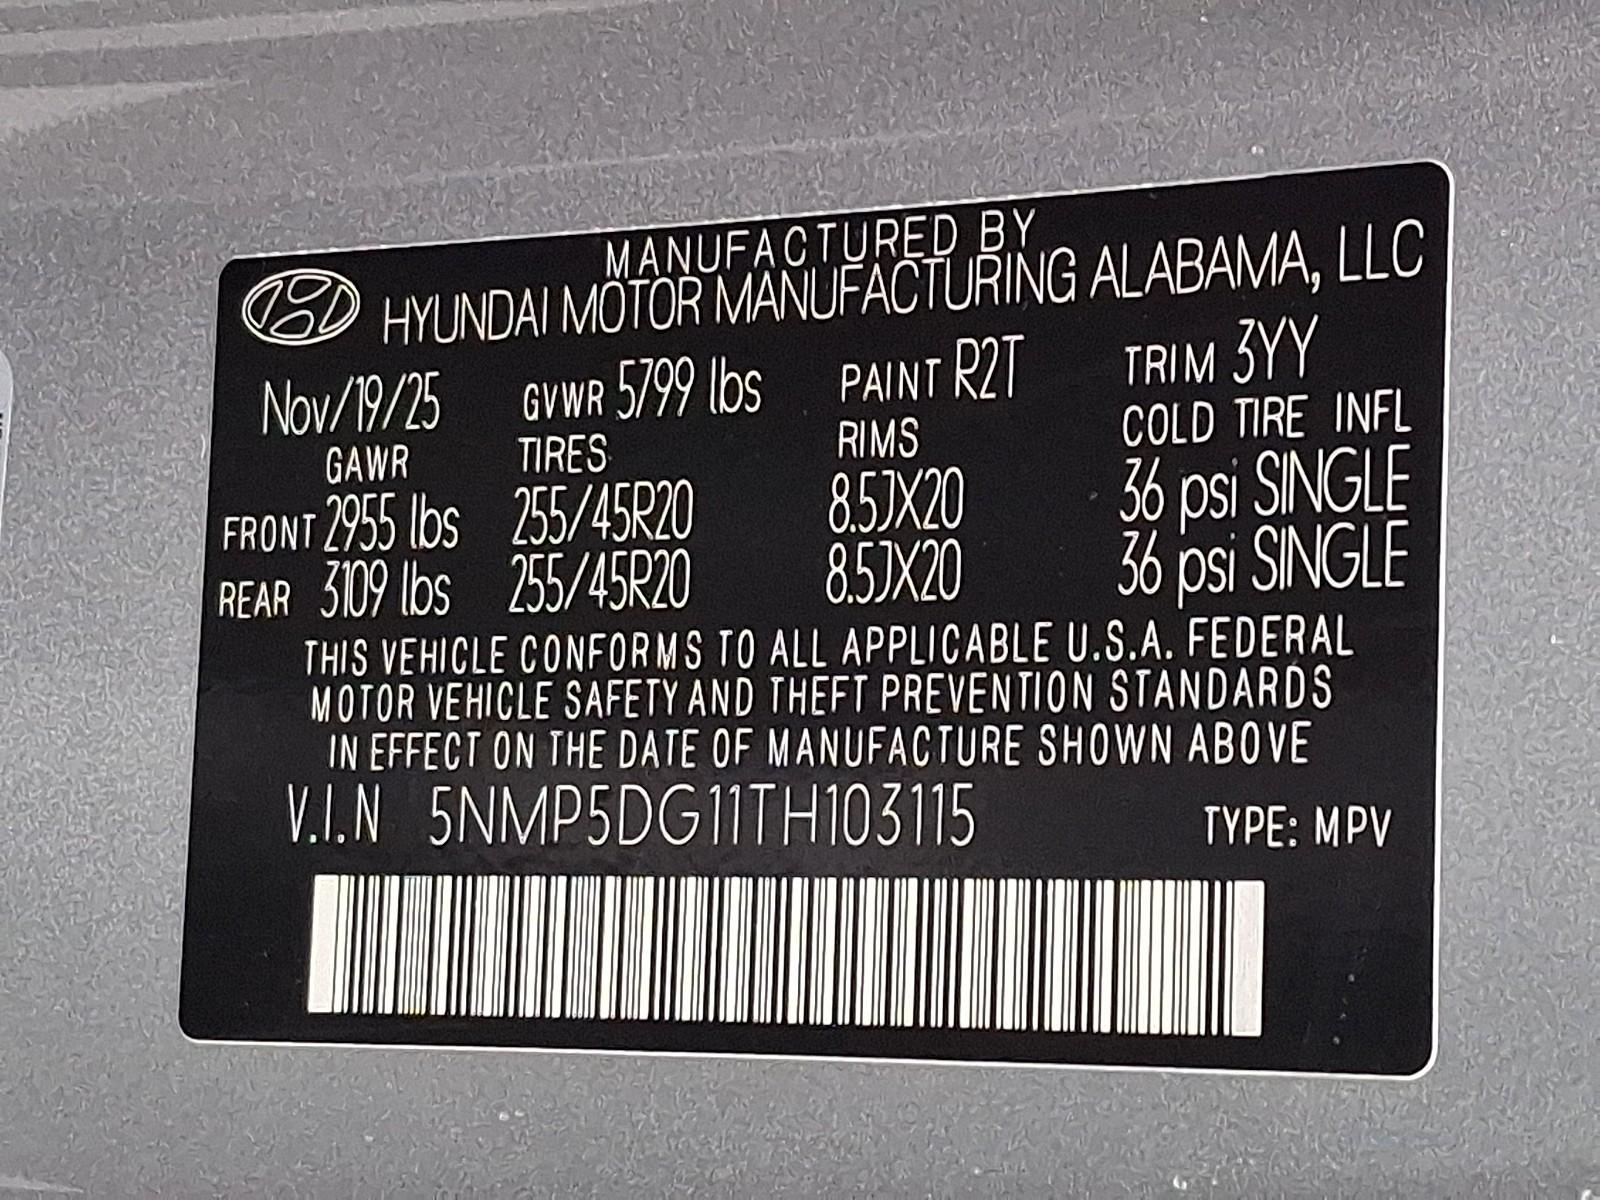 MANUFACTURED BY
HYUNDAI MOTOR MANUFACTURING ALABAMA, LLC
Nov/19/25 GVWR 5799 lbs PAINT R2T TRIM 3YY
GAWR TIRES RIMS COLD TIRE INFL
FRONT 2955 lbs 255/45R20 8.5JX20 36 psi SINGLE
REAR 3109 lbs 255/45R20 8.5JX20 36 psi SINGLE
THIS VEHICLE CONFORMS TO ALL APPLICABLE U.S.A. FEDERAL
MOTOR VEHICLE SAFETY AND THEFT PREVENTION STANDARDS
IN EFFECT ON THE DATE OF MANUFACTURE SHOWN ABOVE
V.I.N 5NMP5DG11TH103115 TYPE: MPV